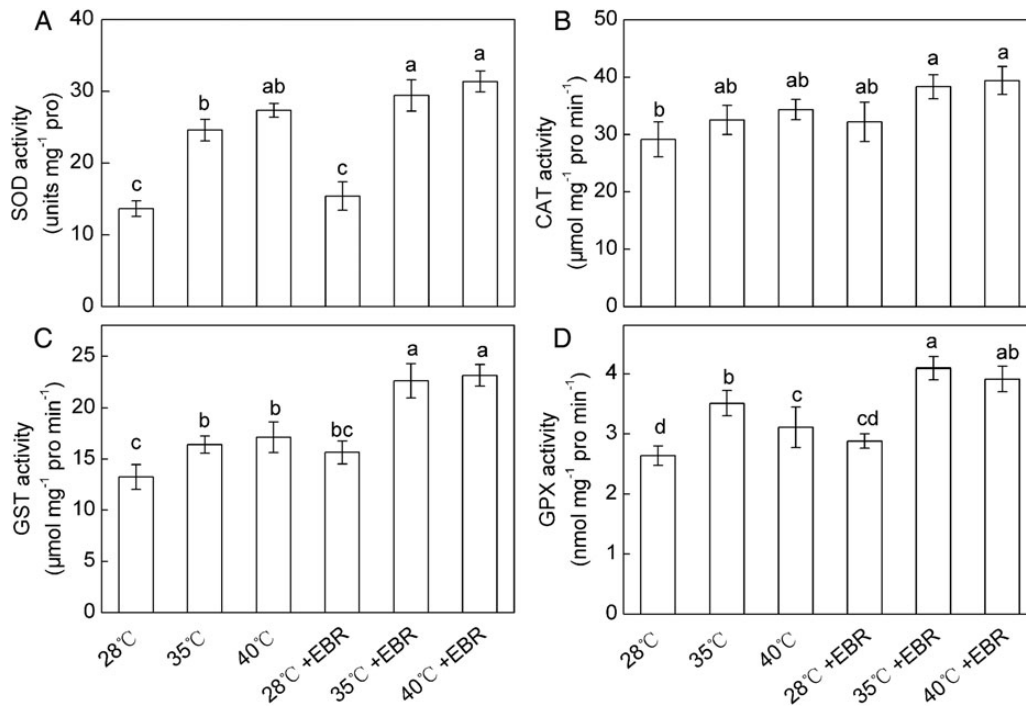 A
SOD activity
(units mg⁻¹ pro)
40
30
20
10
0
c
b
ab
c
a
a
B
CAT activity
(µmol mg⁻¹ pro min⁻¹)
50
40
30
20
10
0
b
ab
ab
ab
a
a
C
GST activity
(µmol mg⁻¹ pro min⁻¹)
25
20
15
10
5
0
c
b
b
bc
a
a
28℃
35℃
40℃
28℃ +EBR
35℃ +EBR
40℃ +EBR
D
GPX activity
(nmol mg⁻¹ pro min⁻¹)
4
3
2
1
0
d
b
c
cd
a
ab
28℃
35℃
40℃
28℃ +EBR
35℃ +EBR
40℃ +EBR